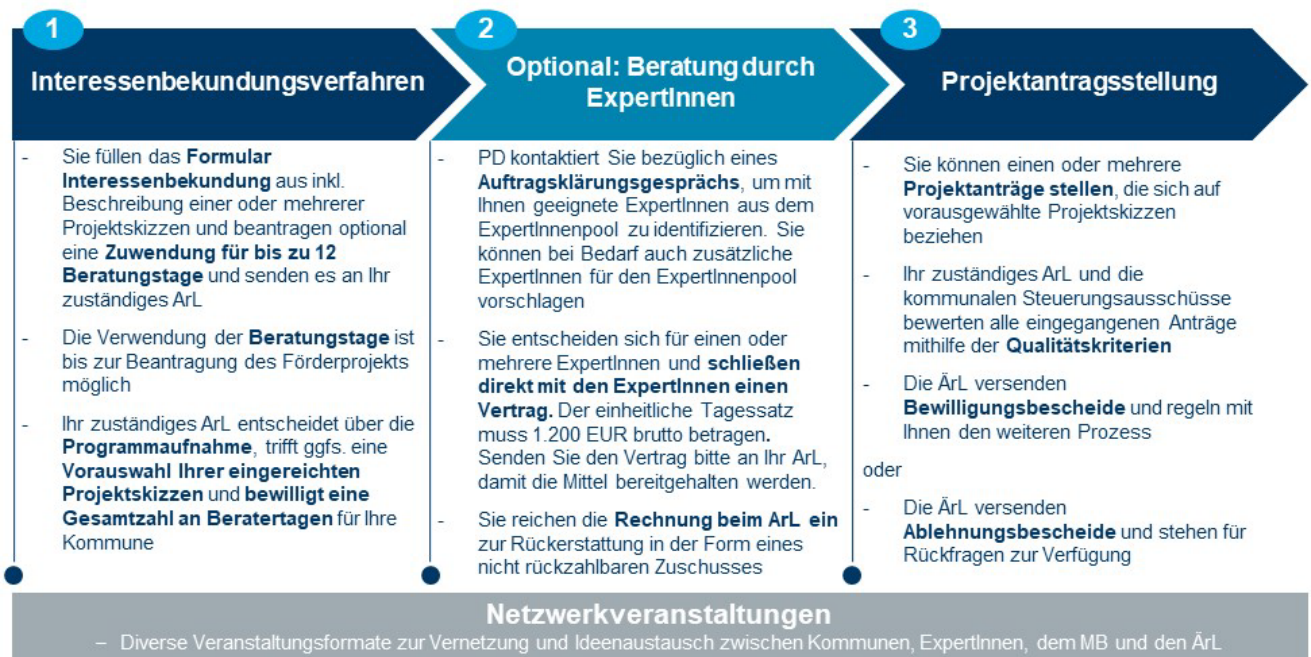 1
Interessenbekundungsverfahren
- Sie füllen das Formular
Interessenbekundung aus inkl.
Beschreibung einer oder mehrerer
Projektskizzen und beantragen optional
eine Zuwendung für bis zu 12
Beratungstage und senden es an Ihr
zuständiges ArL
- Die Verwendung der Beratungstage ist
bis zur Beantragung des Förderprojekts
möglich
- Ihr zuständiges ArL entscheidet über die
Programmaufnahme, trifft ggfs. eine
Vorauswahl Ihrer eingereichten
Projektskizzen und bewilligt eine
Gesamtzahl an Beratertagen für Ihre
Kommune
2
Optional: Beratung durch
ExpertInnen
- PD kontaktiert Sie bezüglich eines
Auftragsklärungsgesprächs, um mit
Ihnen geeignete ExpertInnen aus dem
ExpertInnenpool zu identifizieren. Sie
können bei Bedarf auch zusätzliche
ExpertInnen für den ExpertInnenpool
vorschlagen
- Sie entscheiden sich für einen oder
mehrere ExpertInnen und schließen
direkt mit den ExpertInnen einen
Vertrag. Der einheitliche Tagessatz
muss 1.200 EUR brutto betragen.
Senden Sie den Vertrag bitte an Ihr ArL,
damit die Mittel bereitgehalten werden.
- Sie reichen die Rechnung beim ArL ein
zur Rückerstattung in der Form eines
nicht rückzahlbaren Zuschusses
3
Projektantragsstellung
- Sie können einen oder mehrere
Projektanträge stellen, die sich auf
vorausgewählte Projektskizzen
beziehen
- Ihr zuständiges ArL und die
kommunalen Steuerungsausschüsse
bewerten alle eingegangenen Anträge
mithilfe der Qualitätskriterien
- Die ÄrL versenden
Bewilligungsbescheide und regeln mit
Ihnen den weiteren Prozess
oder
- Die ÄrL versenden
Ablehnungsbescheide und stehen für
Rückfragen zur Verfügung
Netzwerkveranstaltungen
– Diverse Veranstaltungsformate zur Vernetzung und Ideenaustausch zwischen Kommunen, ExpertInnen, dem MB und den ÄrL